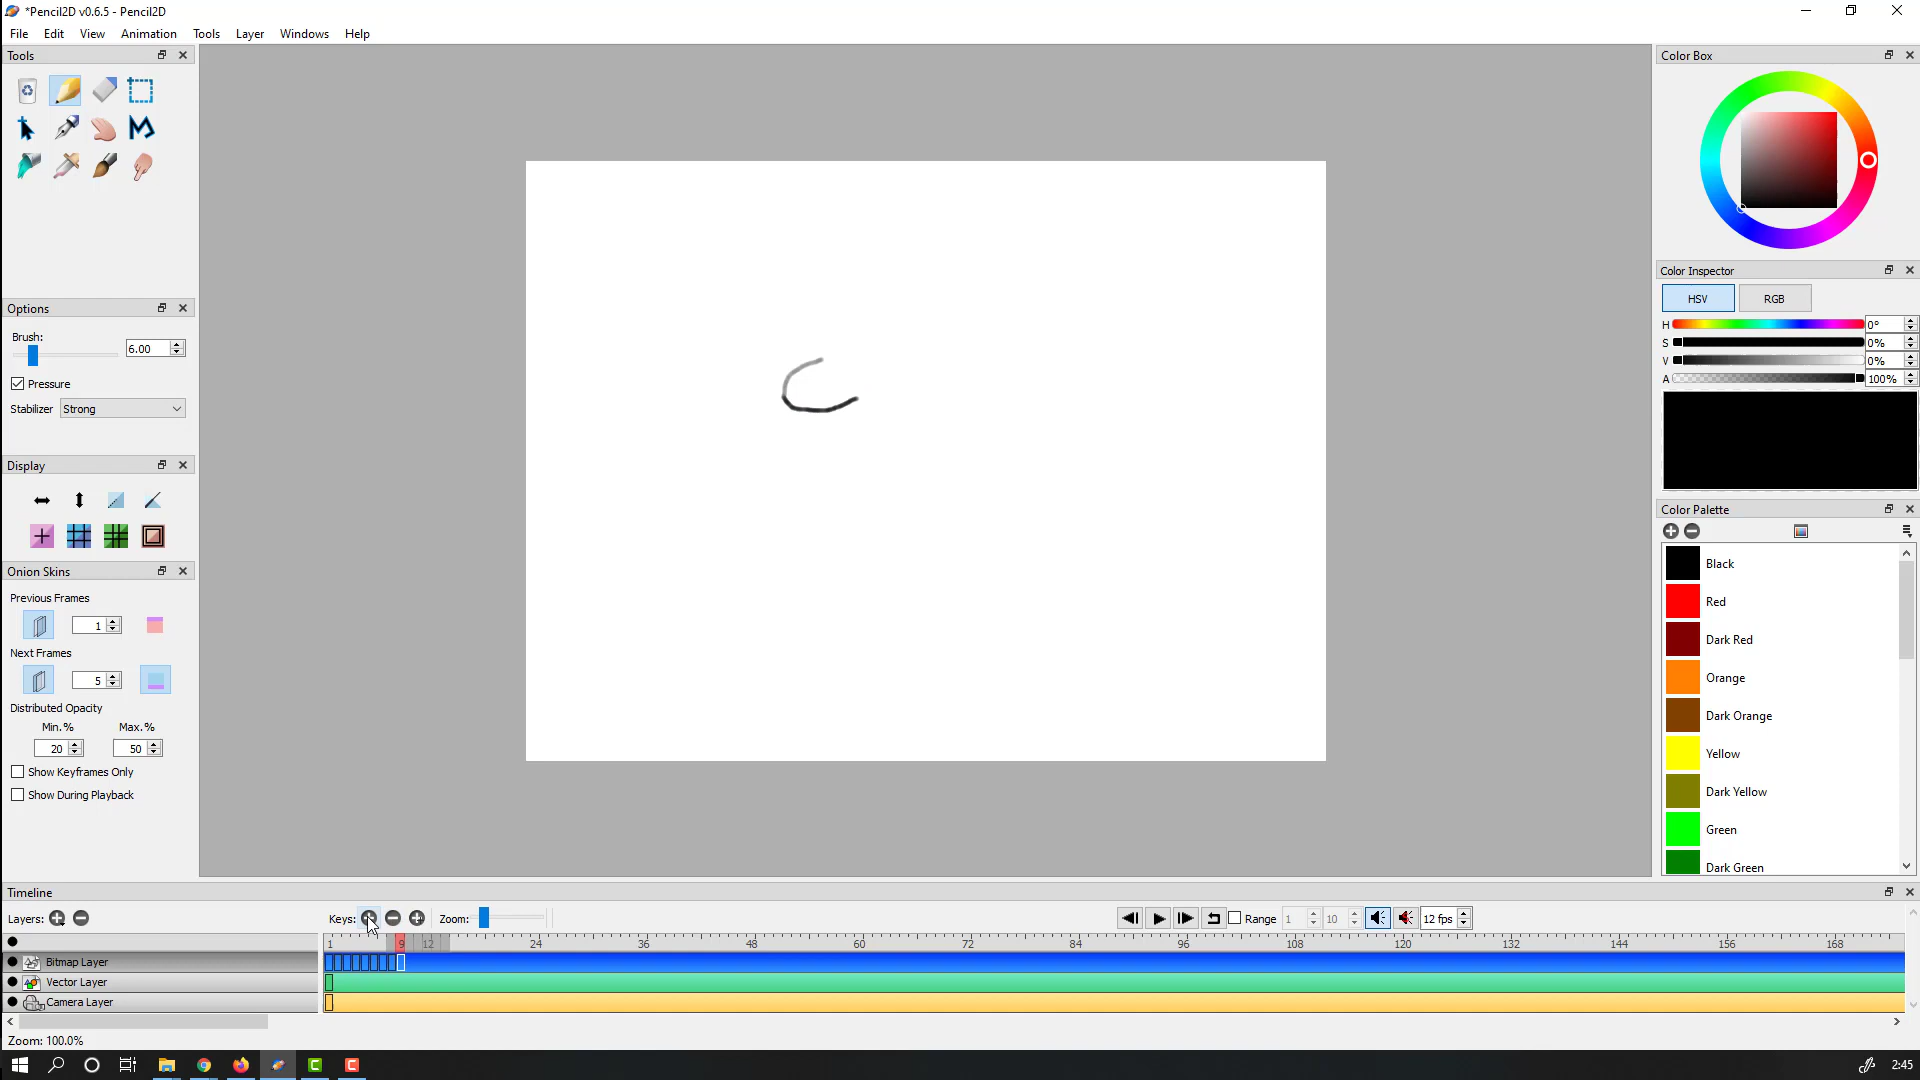 *Pencil2D v0.6.5 - Pencil2D
File Edit View Animation Tools Layer Windows Help
Tools
Options
Brush:
6.00
Pressure
Stabilizer Strong
Display
Onion Skins
Previous Frames
1
Next Frames
5
Distributed Opacity
Min.% Max.%
20 50
Show Keyframes Only
Show During Playback
Color Box
Color Inspector
HSV RGB
H 0°
S 0%
V 0%
A 100%
Color Palette
Black
Red
Dark Red
Orange
Dark Orange
Yellow
Dark Yellow
Green
Dark Green
Timeline
Layers: Keys: Zoom: Range 1 10 12 fps
1 9 12 24 36 48 60 72 84 96 108 120 132 144 156 168
Bitmap Layer
Vector Layer
Camera Layer
Zoom: 100.0%
2:45